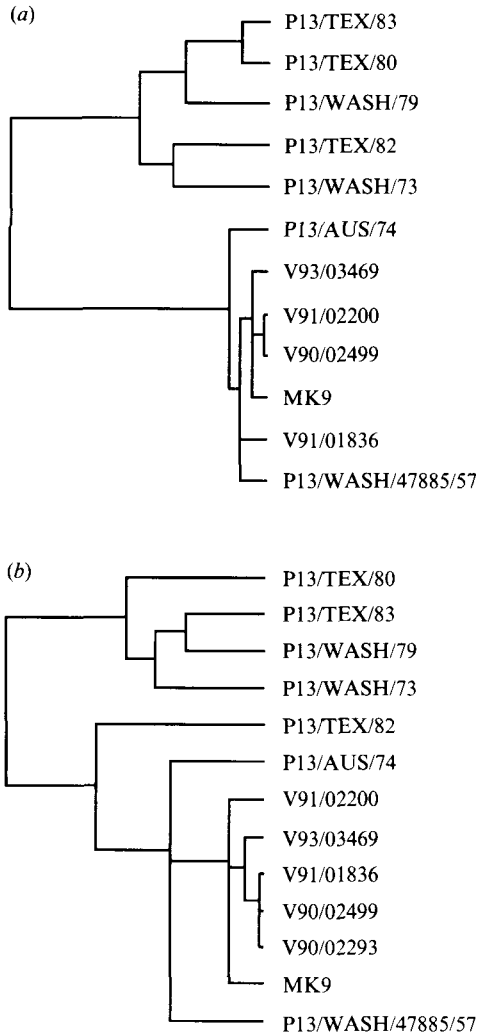 (a)
P13/TEX/83
P13/TEX/80
P13/WASH/79
P13/TEX/82
P13/WASH/73
P13/AUS/74
V93/03469
V91/02200
V90/02499
MK9
V91/01836
P13/WASH/47885/57
(b)
P13/TEX/80
P13/TEX/83
P13/WASH/79
P13/WASH/73
P13/TEX/82
P13/AUS/74
V91/02200
V93/03469
V91/01836
V90/02499
V90/02293
MK9
P13/WASH/47885/57